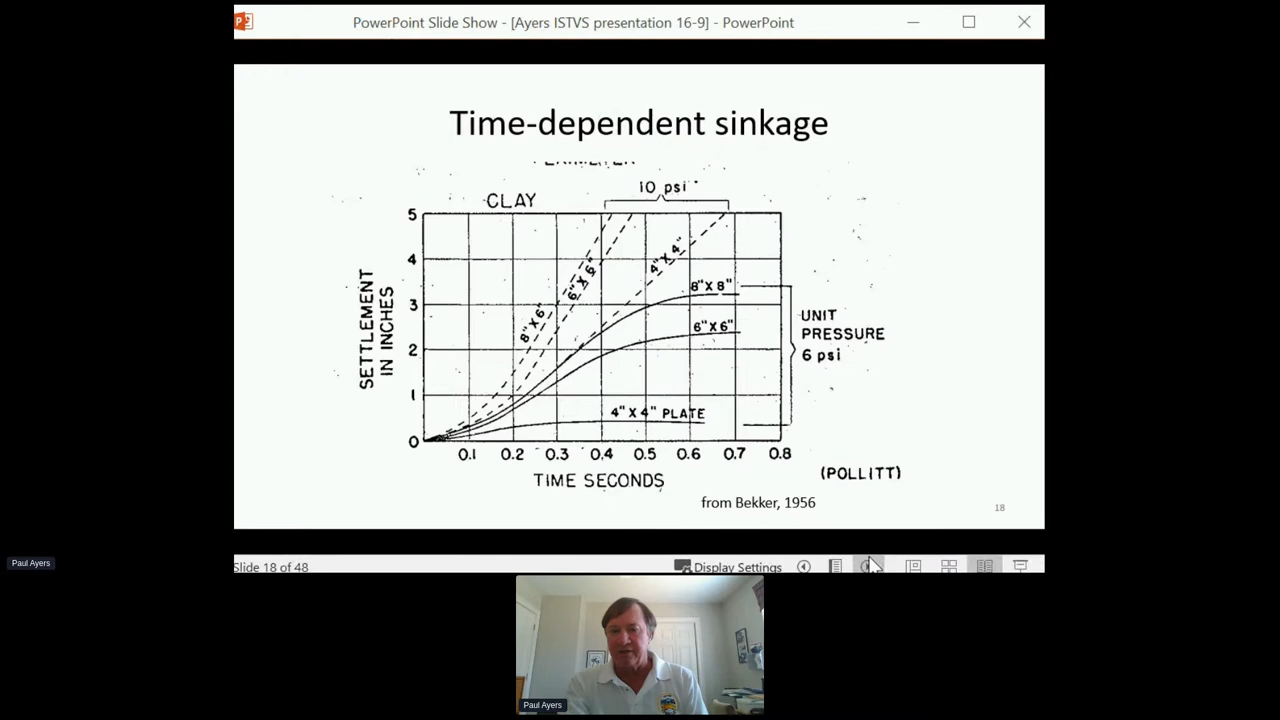 PowerPoint Slide Show - [Ayers ISTVS presentation 16-9] - PowerPoint
Time-dependent sinkage
PERIMETER
10 psi
CLAY
5
4
3
2
1
0
SETTLEMENT
IN INCHES
8"X 6"
6"X 6"
4"X 4"
8"X 8"
6"X 6"
4"X 4" PLATE
UNIT
PRESSURE
6 psi
0.1 0.2 0.3 0.4 0.5 0.6 0.7 0.8
TIME SECONDS
(POLLITT)
from Bekker, 1956
18
Slide 18 of 48
Display Settings
Paul Ayers
Paul Ayers